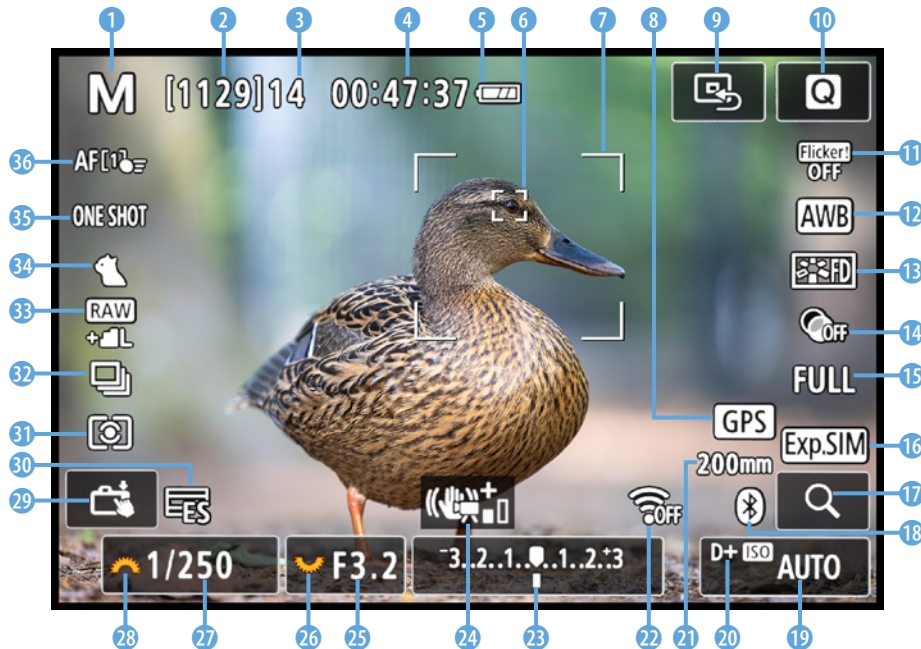 1 2 3 4 5 6 7 8 9 10
M [1129]14 00:47:37 Q
36 AF[1] Flicker! OFF 11
35 ONE SHOT AWB 12
34 FD 13
33 RAW +L OFF 14
32 FULL 15
8 GPS
31 Exp.SIM 16
30 200mm
29 ES OFF 17
18
1/250 F3.2 -3..2..1....1..2..+3 D+ ISO AUTO
28 27 26 25 24 23 22 21 20 19